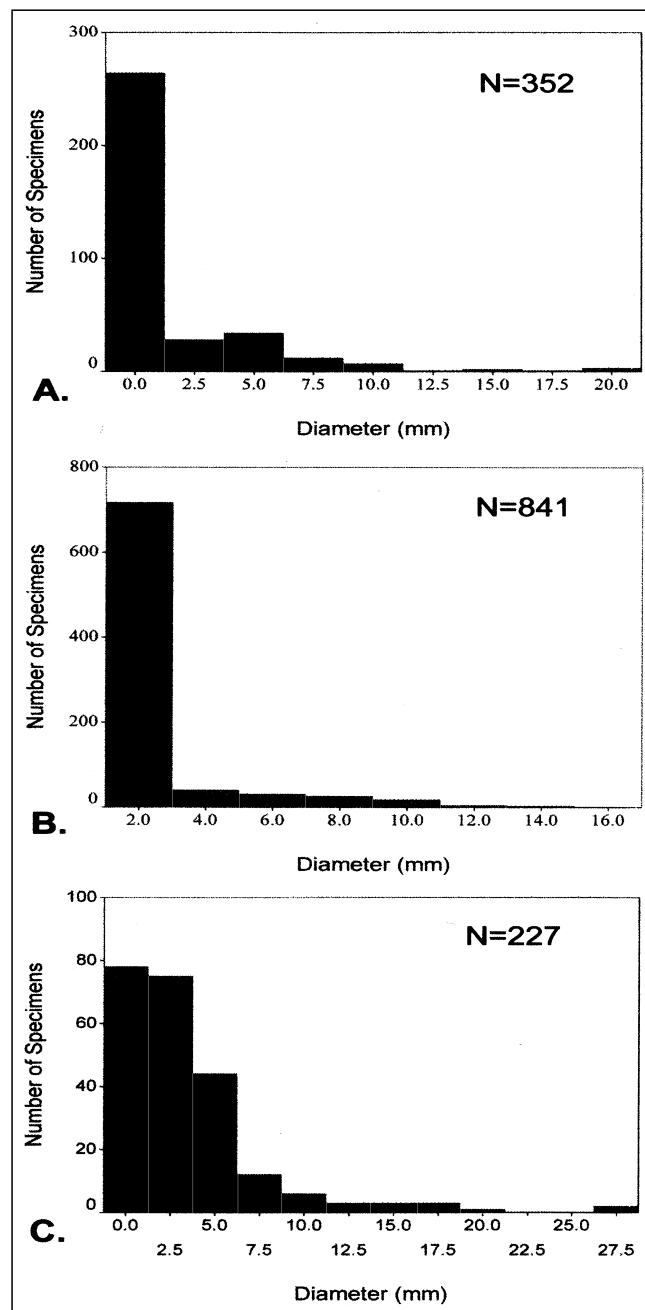 300
N=352
Number of Specimens
200
100
0
0.0 2.5 5.0 7.5 10.0 12.5 15.0 17.5 20.0
A.
Diameter (mm)
800
N=841
Number of Specimens
600
400
200
0
2.0 4.0 6.0 8.0 10.0 12.0 14.0 16.0
B.
Diameter (mm)
100
N=227
Number of Specimens
80
60
40
20
0
0.0 5.0 10.0 15.0 20.0 25.0
C.
2.5 7.5 12.5 17.5 22.5 27.5
Diameter (mm)